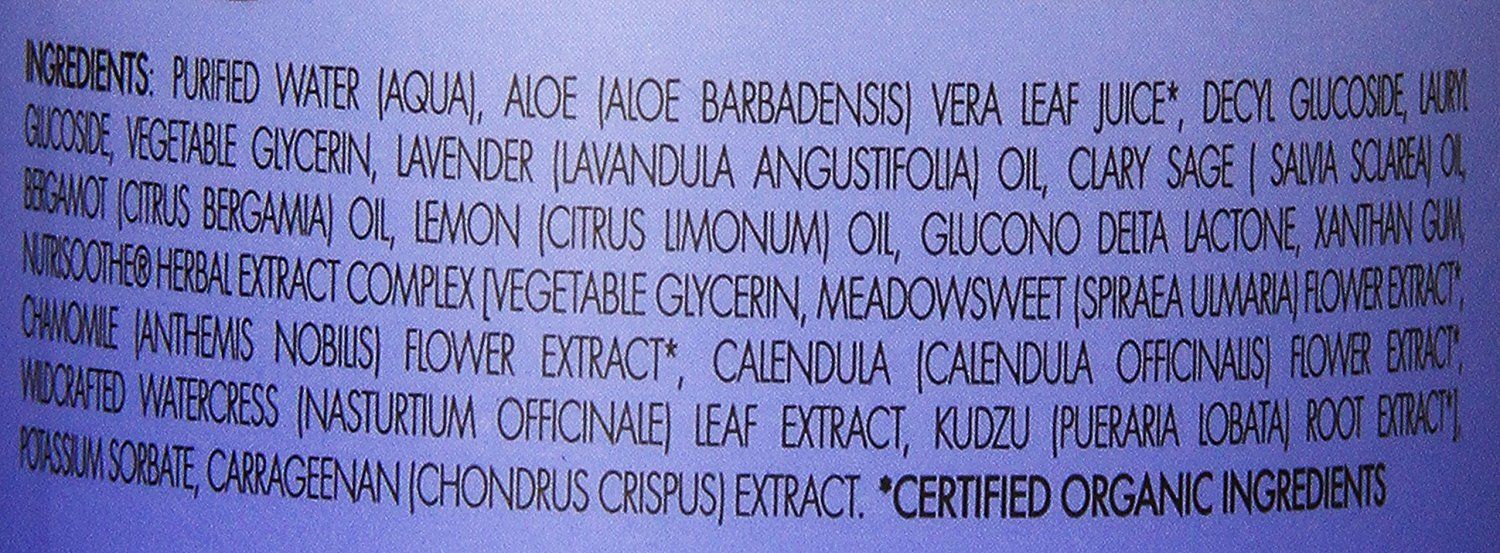 INGREDIENTS: PURIFIED WATER (AQUA), ALOE (ALOE BARBADENSIS) VERA LEAF JUICE*, DECYL GLUCOSIDE, LAURYL
GLUCOSIDE, VEGETABLE GLYCERIN, LAVENDER (LAVANDULA ANGUSTIFOLIA) OIL, CLARY SAGE ( SALVIA SCLAREA) OIL,
BERGAMOT (CITRUS BERGAMIA) OIL, LEMON (CITRUS LIMONUM) OIL, GLUCONO DELTA LACTONE, XANTHAN GUM,
NUTRISOOTHE® HERBAL EXTRACT COMPLEX [VEGETABLE GLYCERIN, MEADOWSWEET (SPIRAEA ULMARIA) FLOWER EXTRACT*,
CHAMOMILE (ANTHEMIS NOBILIS) FLOWER EXTRACT*, CALENDULA (CALENDULA OFFICINALIS) FLOWER EXTRACT*,
WILDCRAFTED WATERCRESS (NASTURTIUM OFFICINALE) LEAF EXTRACT, KUDZU (PUERARIA LOBATA) ROOT EXTRACT*],
POTASSIUM SORBATE, CARRAGEENAN (CHONDRUS CRISPUS) EXTRACT. *CERTIFIED ORGANIC INGREDIENTS